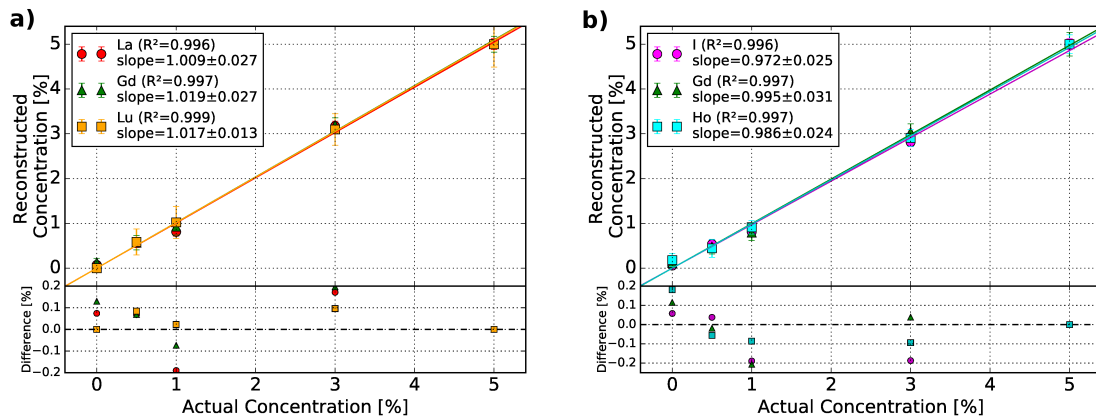 a)
Reconstructed
Concentration [%]
5
4
3
2
1
0
La (R²=0.996)
slope=1.009±0.027
Gd (R²=0.997)
slope=1.019±0.027
Lu (R²=0.999)
slope=1.017±0.013
Difference [%]
0.2
0.1
0.0
−0.1
−0.2
0 1 2 3 4 5
Actual Concentration [%]
b)
Reconstructed
Concentration [%]
5
4
3
2
1
0
I (R²=0.996)
slope=0.972±0.025
Gd (R²=0.997)
slope=0.995±0.031
Ho (R²=0.997)
slope=0.986±0.024
Difference [%]
0.2
0.1
0.0
−0.1
−0.2
0 1 2 3 4 5
Actual Concentration [%]